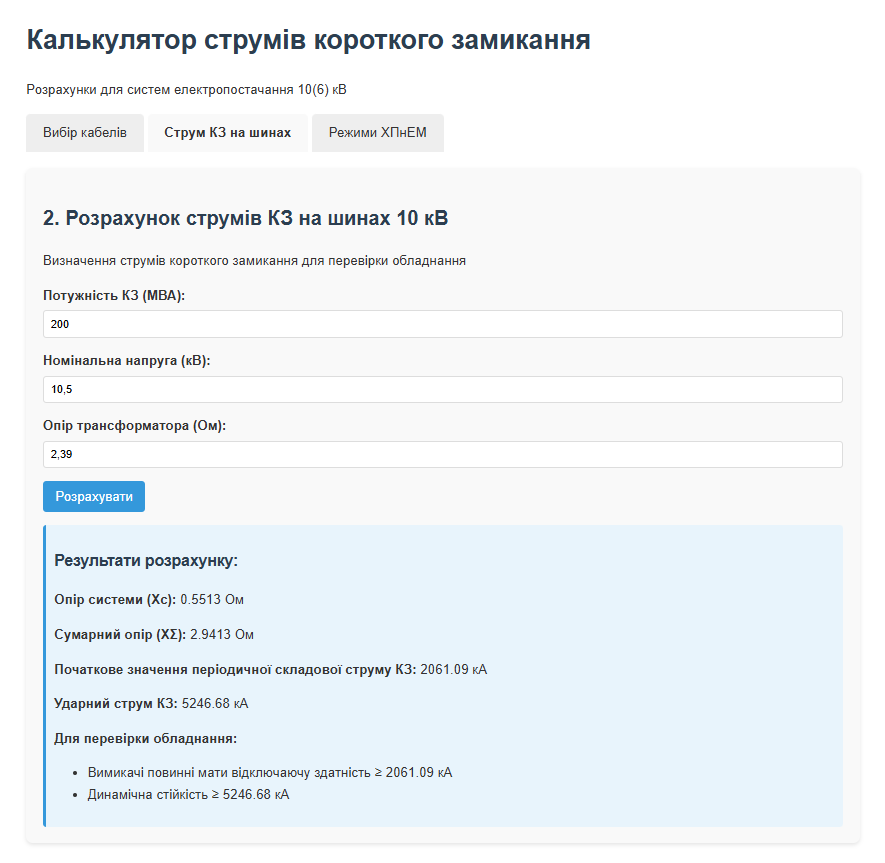 Калькулятор струмів короткого замикання
Розрахунки для систем електропостачання 10(6) кВ
Вибір кабелів
Струм КЗ на шинах
Режими ХПнЕМ
2. Розрахунок струмів КЗ на шинах 10 кВ
Визначення струмів короткого замикання для перевірки обладнання
Потужність КЗ (МВА):
200
Номінальна напруга (кВ):
10,5
Опір трансформатора (Ом):
2,39
Розрахувати
Результати розрахунку:
Опір системи (Xc): 0.5513 Ом
Сумарний опір (XΣ): 2.9413 Ом
Початкове значення періодичної складової струму КЗ: 2061.09 кА
Ударний струм КЗ: 5246.68 кА
Для перевірки обладнання:
• Вимикачі повинні мати відключаючу здатність ≥ 2061.09 кА
• Динамічна стійкість ≥ 5246.68 кА